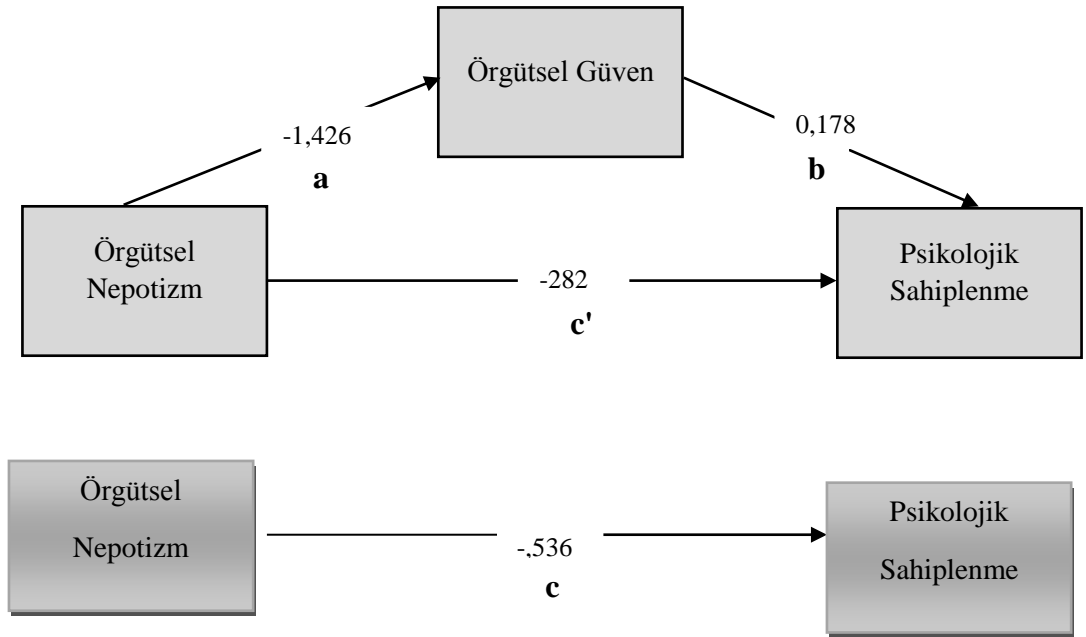 Örgütsel Güven
-1,426
a
0,178
b
Örgütsel
Nepotizm
-282
c'
Psikolojik
Sahiplenme
Örgütsel
Nepotizm
-,536
c
Psikolojik
Sahiplenme